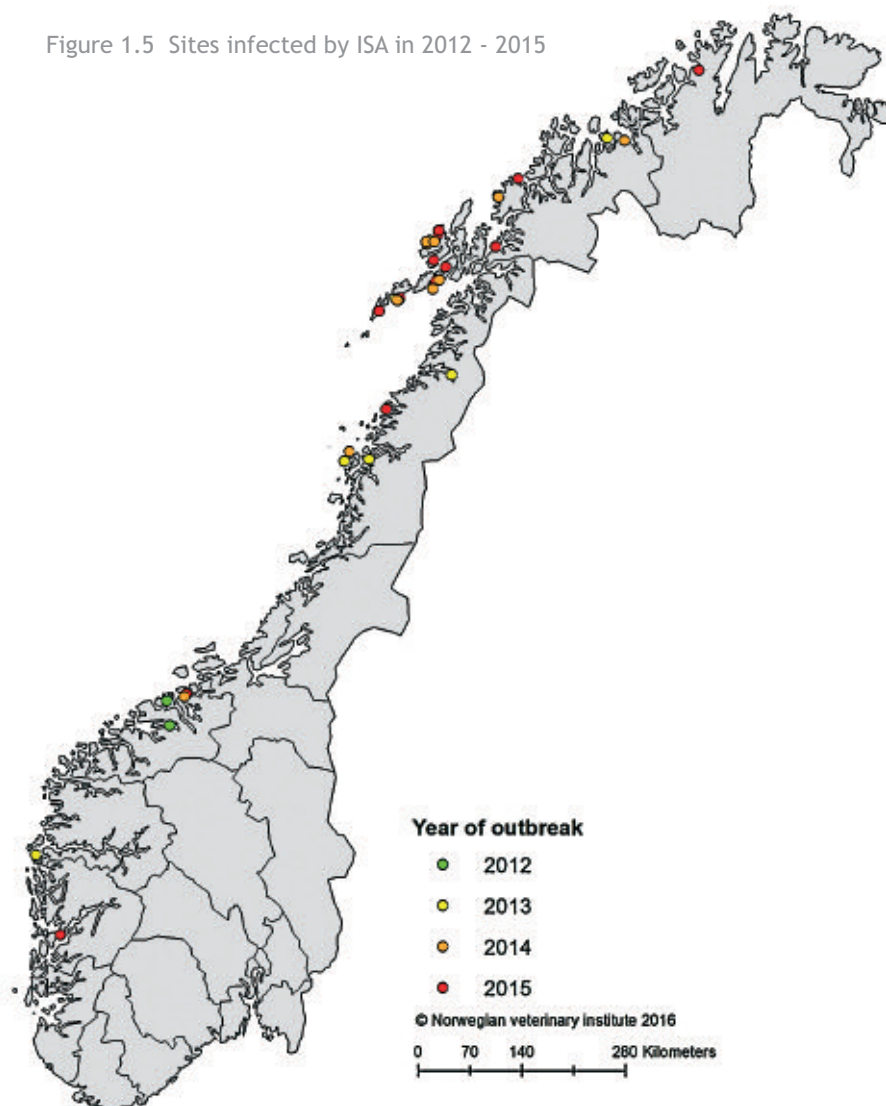 Figure 1.5 Sites infected by ISA in 2012 - 2015
Year of outbreak
2012
2013
2014
2015
© Norwegian veterinary institute 2016
0 70 140 280 Kilometers